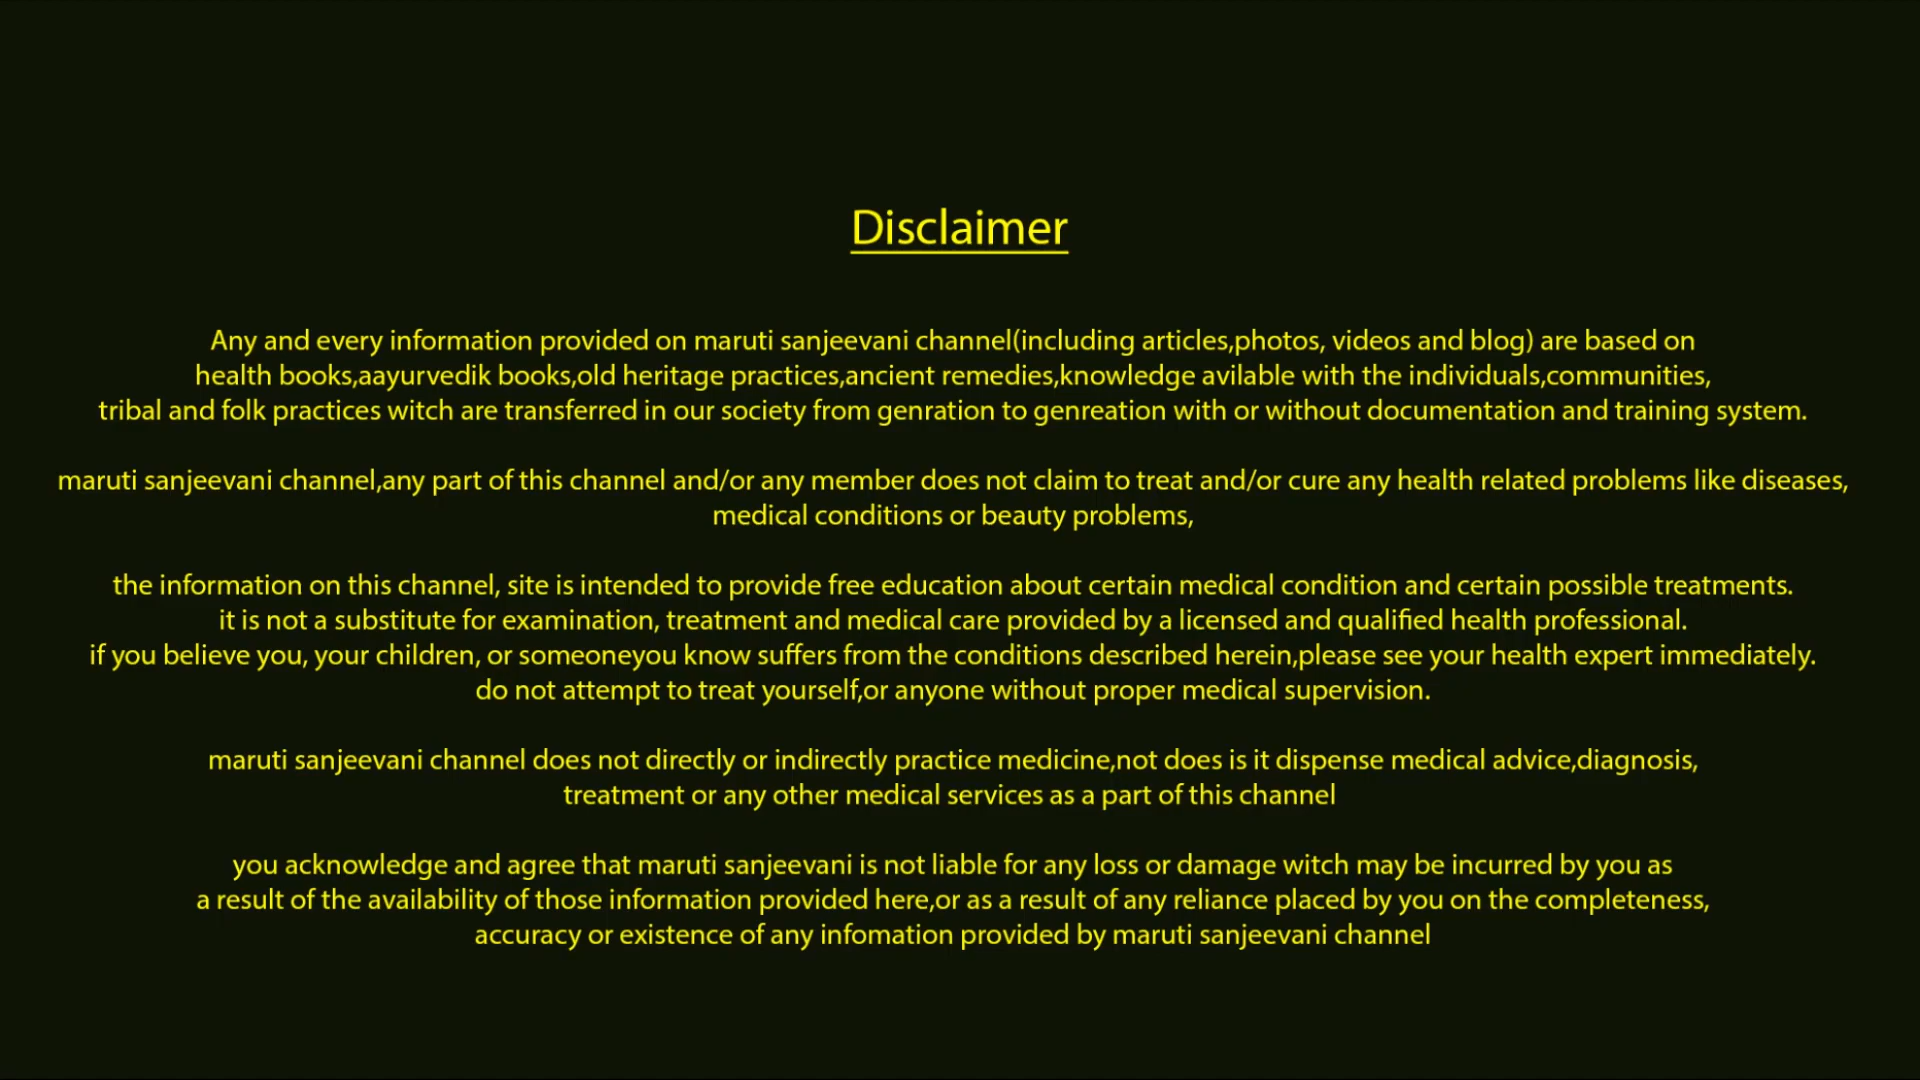 Disclaimer
Any and every information provided on maruti sanjeevani channel(including articles,photos, videos and blog) are based on
health books,aayurvedik books,old heritage practices,ancient remedies,knowledge avilable with the individuals,communities,
tribal and folk practices witch are transferred in our society from genration to genreation with or without documentation and training system.
maruti sanjeevani channel,any part of this channel and/or any member does not claim to treat and/or cure any health related problems like diseases,
medical conditions or beauty problems,
the information on this channel, site is intended to provide free education about certain medical condition and certain possible treatments.
it is not a substitute for examination, treatment and medical care provided by a licensed and qualified health professional.
if you believe you, your children, or someoneyou know suffers from the conditions described herein,please see your health expert immediately.
do not attempt to treat yourself,or anyone without proper medical supervision.
maruti sanjeevani channel does not directly or indirectly practice medicine,not does is it dispense medical advice,diagnosis,
treatment or any other medical services as a part of this channel
you acknowledge and agree that maruti sanjeevani is not liable for any loss or damage witch may be incurred by you as
a result of the availability of those information provided here,or as a result of any reliance placed by you on the completeness,
accuracy or existence of any infomation provided by maruti sanjeevani channel